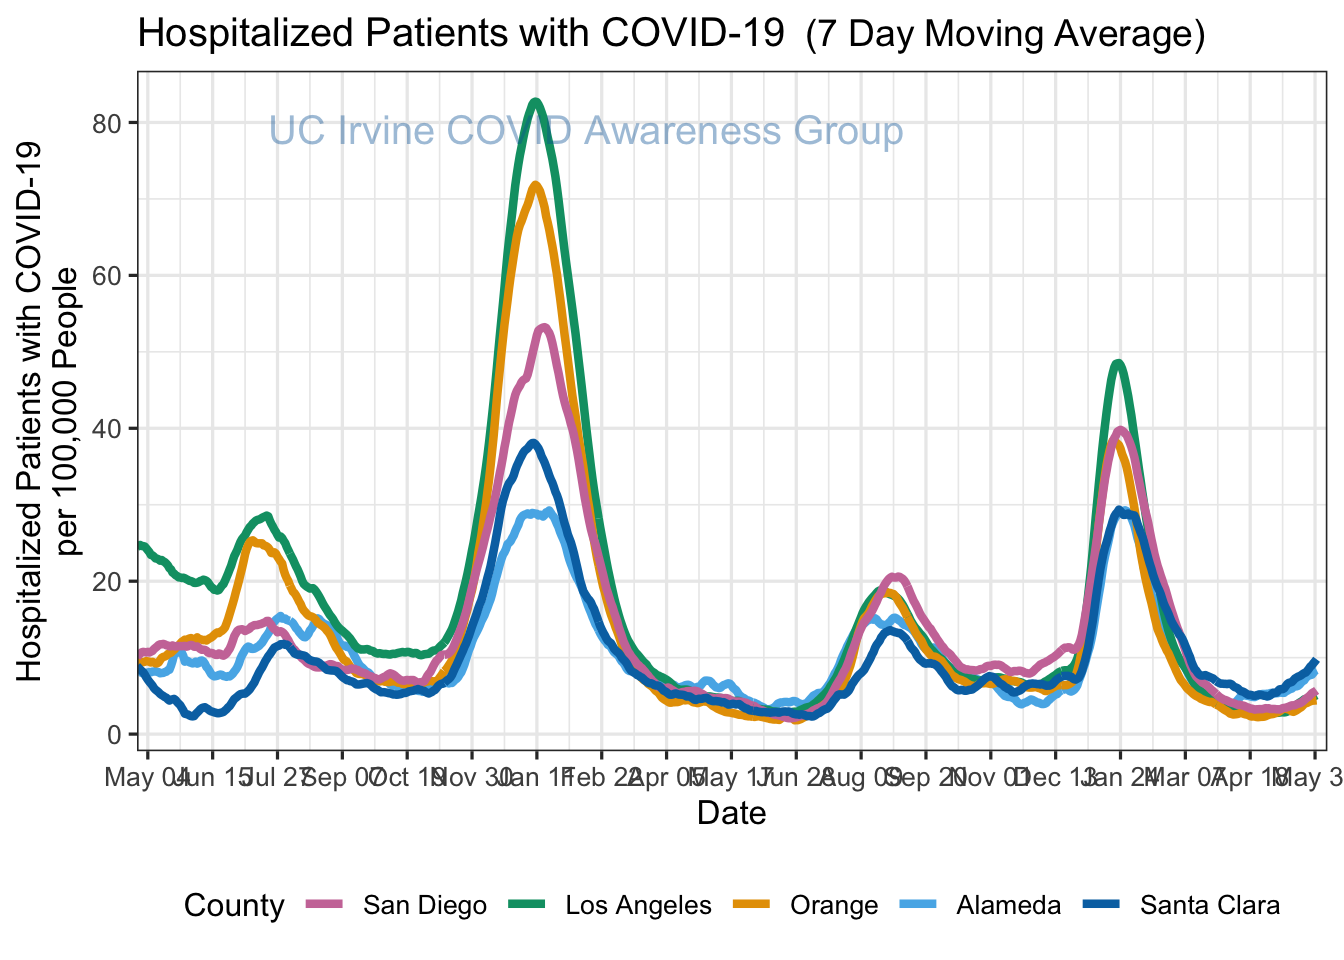 Hospitalized Patients with COVID-19 (7 Day Moving Average)
UC Irvine COVID Awareness Group
Hospitalized Patients with COVID-19
per 100,000 People
80
60
40
20
0
May 04 Jun 15 Jul 27 Sep 07 Oct 19 Nov 30 Jan 11 Feb 22 Apr 05 May 17 Jun 28 Aug 09 Sep 20 Nov 01 Dec 13 Jan 24 Mar 07 Apr 18 May 3
Date
County San Diego Los Angeles Orange Alameda Santa Clara